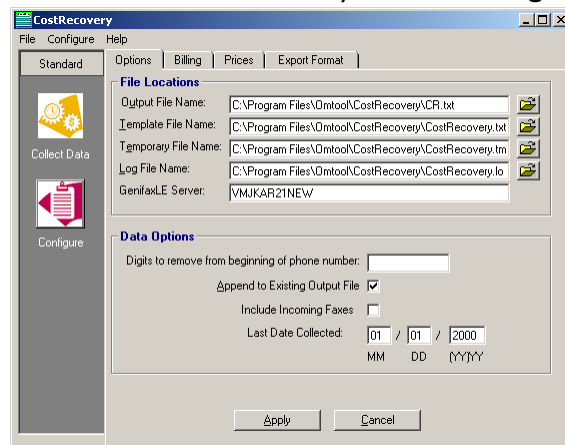 CostRecovery
File Configure Help
Standard
Options Billing Prices Export Format
File Locations
Output File Name: C:\Program Files\Omtool\CostRecovery\CR.txt
Template File Name: C:\Program Files\Omtool\CostRecovery\CostRecovery.txt
Temporary File Name: C:\Program Files\Omtool\CostRecovery\CostRecovery.tm
Log File Name: C:\Program Files\Omtool\CostRecovery\CostRecovery.lo
GenifaxLE Server: VMJKAR21NEW
Collect Data
Configure
Data Options
Digits to remove from beginning of phone number:
Append to Existing Output File
Include Incoming Faxes
Last Date Collected: 01 / 01 / 2000
MM DD (YY)YY
Apply Cancel